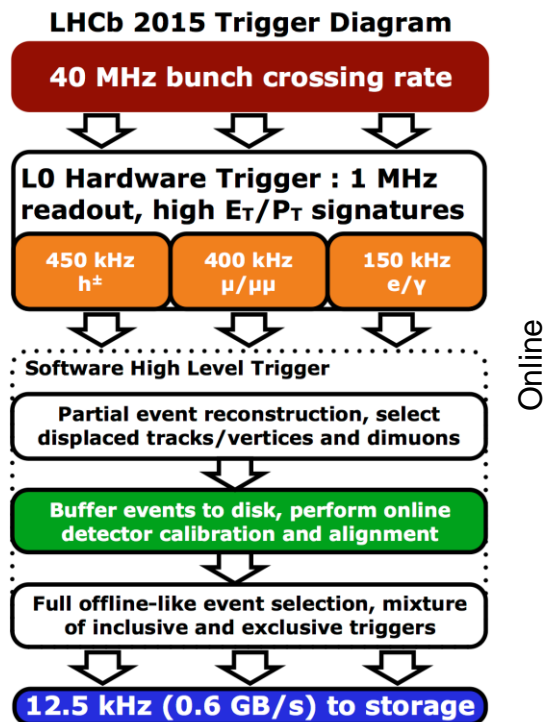 LHCb 2015 Trigger Diagram
40 MHz bunch crossing rate
L0 Hardware Trigger : 1 MHz
readout, high ET/PT signatures
450 kHz
h±
400 kHz
μ/μμ
150 kHz
e/γ
Software High Level Trigger
Partial event reconstruction, select
displaced tracks/vertices and dimuons
Buffer events to disk, perform online
detector calibration and alignment
Full offline-like event selection, mixture
of inclusive and exclusive triggers
12.5 kHz (0.6 GB/s) to storage
Online